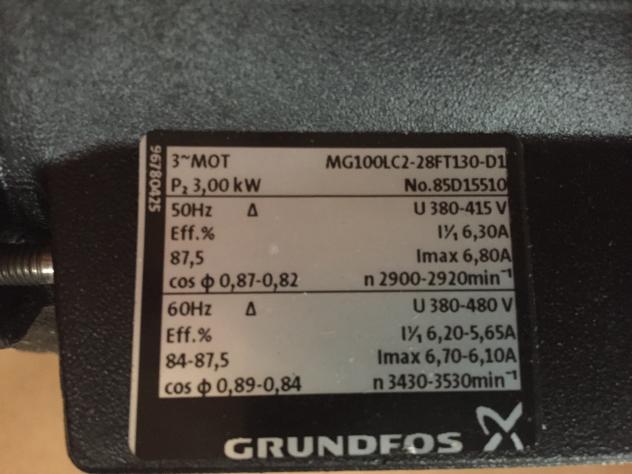 96780425
3~MOT MG100LC2-28FT130-D1
P₂ 3,00 kW No.85D15510
50Hz Δ U 380-415 V
Eff.% I¹⁄₁ 6,30A
87,5 Imax 6,80A
cos ϕ 0,87-0,82 n 2900-2920min⁻¹
60Hz Δ U 380-480 V
Eff.% I¹⁄₁ 6,20-5,65A
84-87,5 Imax 6,70-6,10A
cos ϕ 0,89-0,84 n 3430-3530min⁻¹
GRUNDFOS